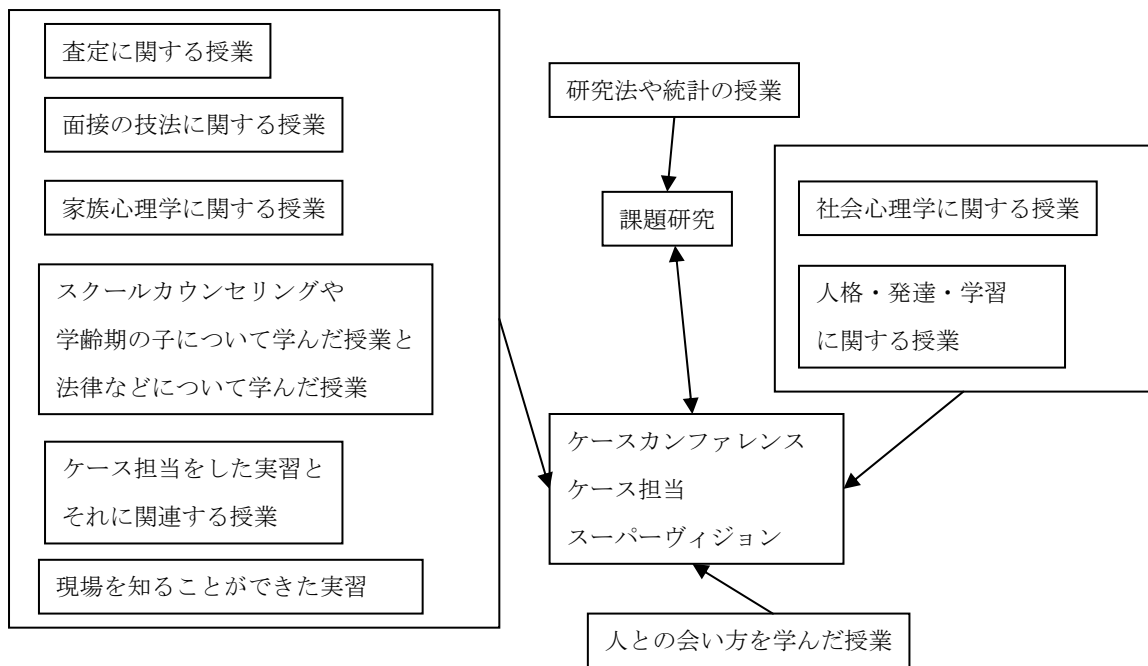 査定に関する授業
面接の技法に関する授業
家族心理学に関する授業
スクールカウンセリングや
学齢期の子について学んだ授業と
法律などについて学んだ授業
ケース担当をした実習と
それに関連する授業
現場を知ることができた実習
研究法や統計の授業
課題研究
社会心理学に関する授業
人格・発達・学習
に関する授業
ケースカンファレンス
ケース担当
スーパーヴィジョン
人との会い方を学んだ授業